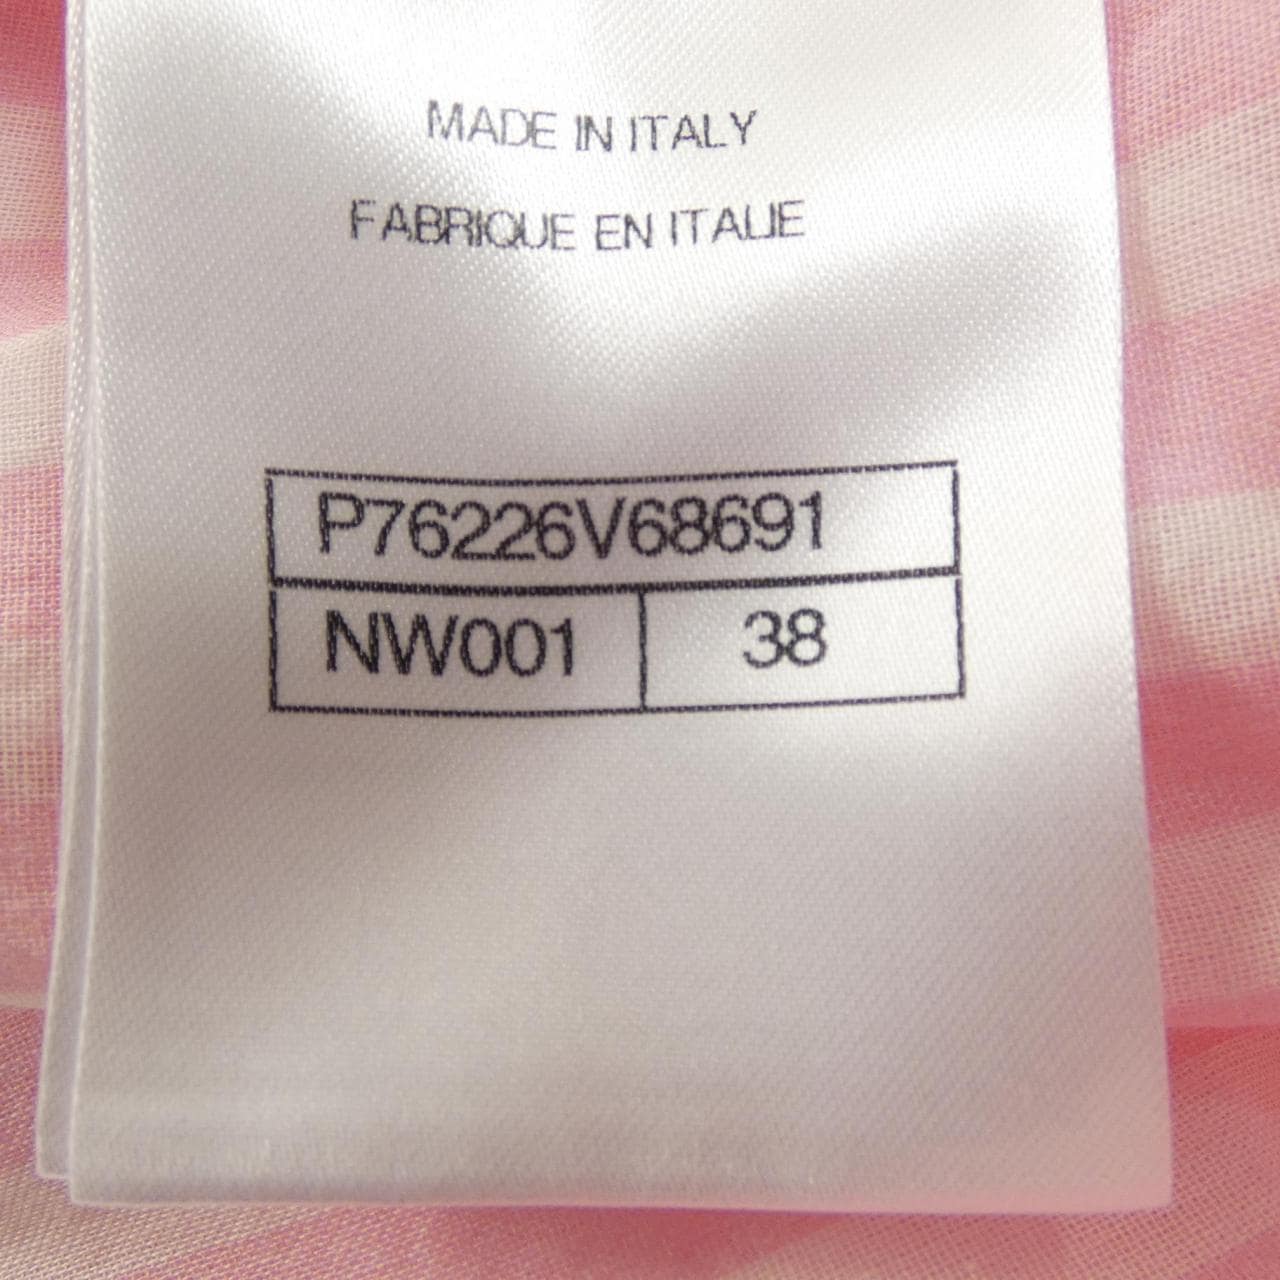 MADE IN ITALY
FABRIQUE EN ITALIE
P76226V68691
NW001 38